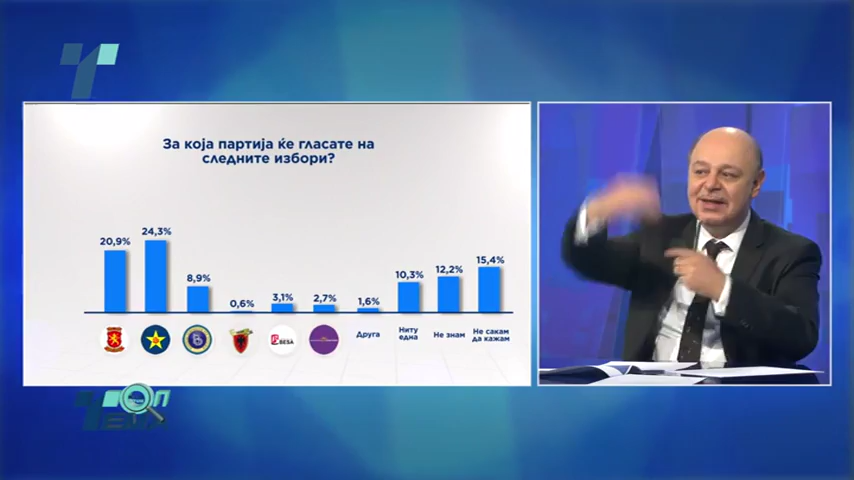 За која партија ќе гласате на
следните избори?
20,9%
24,3%
8,9%
0,6%
3,1%
2,7%
1,6%
10,3%
12,2%
15,4%
BESA
Друга
Ниту
една
Не знам
Не сакам
да кажам